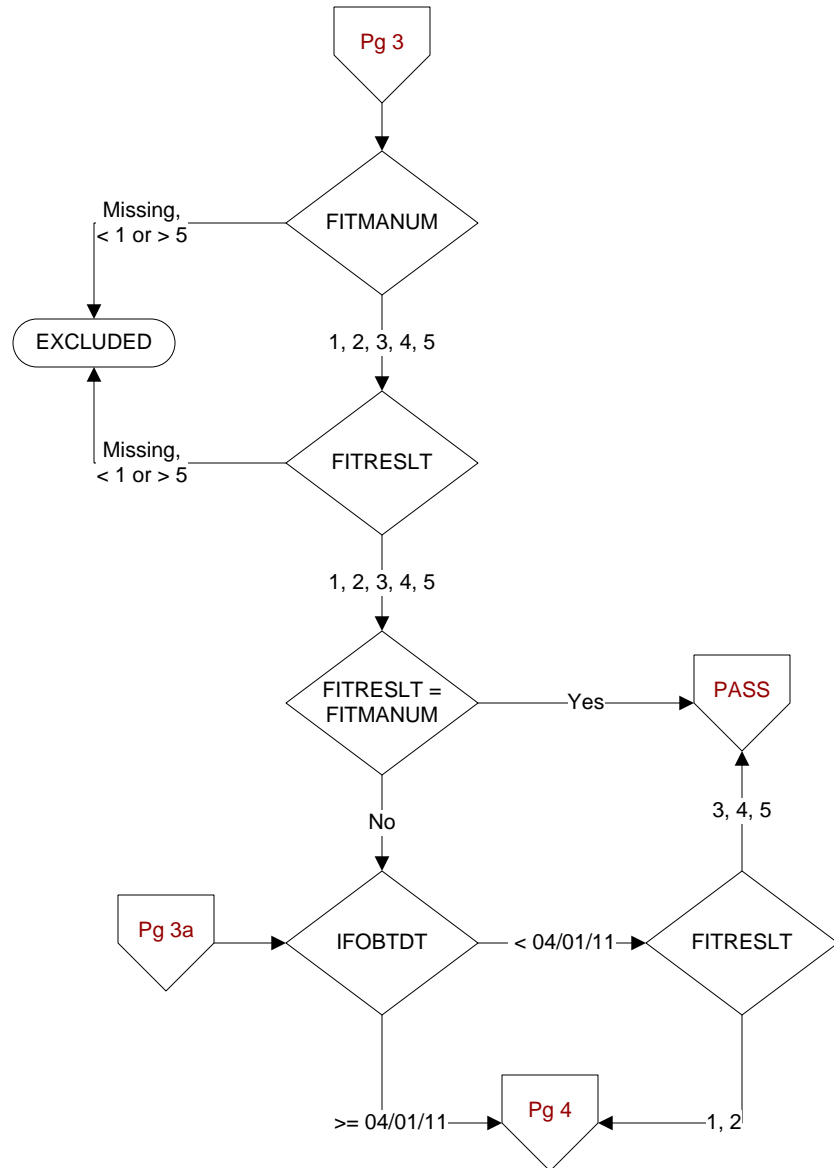 Pg 3
FITMANUM
Missing,
< 1 or > 5
EXCLUDED
1, 2, 3, 4, 5
FITRESLT
Missing,
< 1 or > 5
1, 2, 3, 4, 5
FITRESLT =
FITMANUM
Yes
PASS
No
3, 4, 5
Pg 3a
IFOBTDT
< 04/01/11
FITRESLT
>= 04/01/11
Pg 4
1, 2